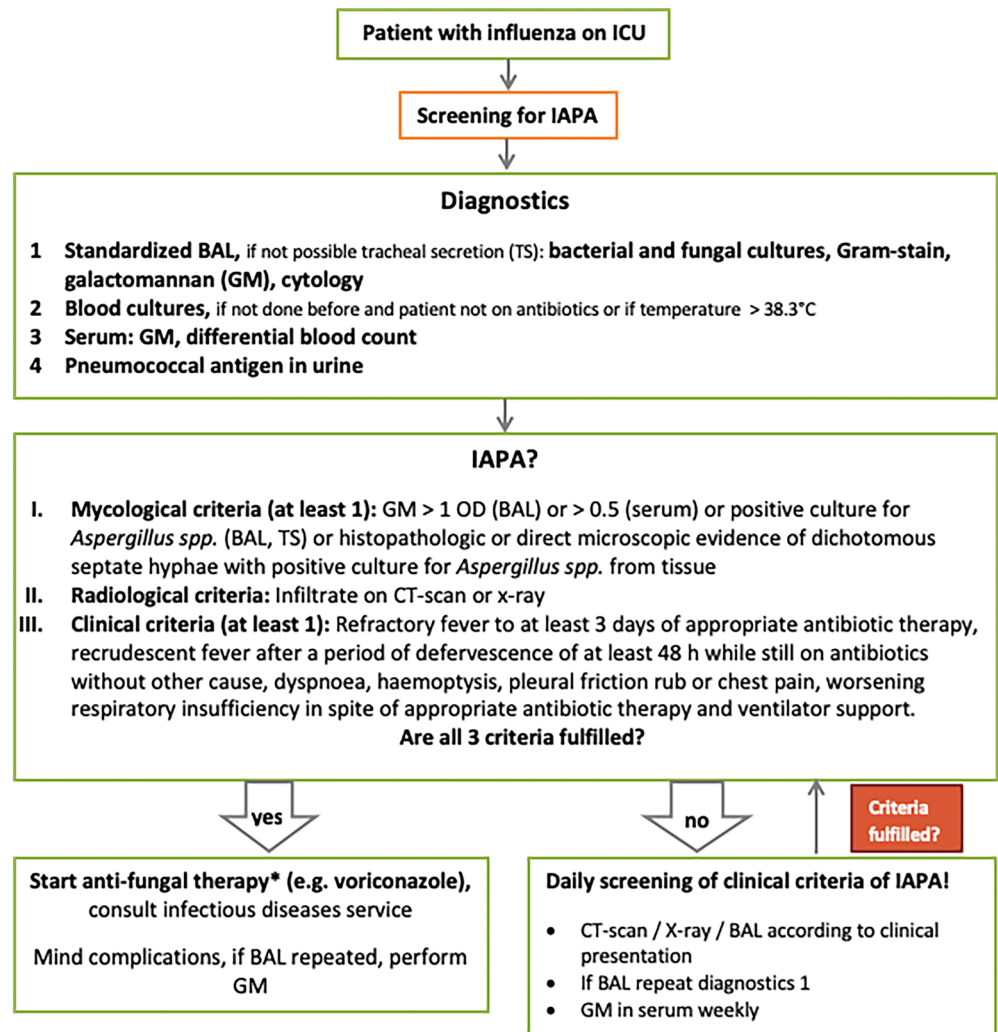 Patient with influenza on ICU
Screening for IAPA
Diagnostics
1 Standardized BAL, if not possible tracheal secretion (TS): bacterial and fungal cultures, Gram-stain,
galactomannan (GM), cytology
2 Blood cultures, if not done before and patient not on antibiotics or if temperature > 38.3°C
3 Serum: GM, differential blood count
4 Pneumococcal antigen in urine
IAPA?
I. Mycological criteria (at least 1): GM > 1 OD (BAL) or > 0.5 (serum) or positive culture for
Aspergillus spp. (BAL, TS) or histopathologic or direct microscopic evidence of dichotomous
septate hyphae with positive culture for Aspergillus spp. from tissue
II. Radiological criteria: Infiltrate on CT-scan or x-ray
III. Clinical criteria (at least 1): Refractory fever to at least 3 days of appropriate antibiotic therapy,
recrudescent fever after a period of defervescence of at least 48 h while still on antibiotics
without other cause, dyspnoea, haemoptysis, pleural friction rub or chest pain, worsening
respiratory insufficiency in spite of appropriate antibiotic therapy and ventilator support.
Are all 3 criteria fulfilled?
yes
no
Criteria
fulfilled?
Start anti-fungal therapy* (e.g. voriconazole),
consult infectious diseases service
Mind complications, if BAL repeated, perform
GM
Daily screening of clinical criteria of IAPA!
• CT-scan / X-ray / BAL according to clinical
presentation
• If BAL repeat diagnostics 1
• GM in serum weekly